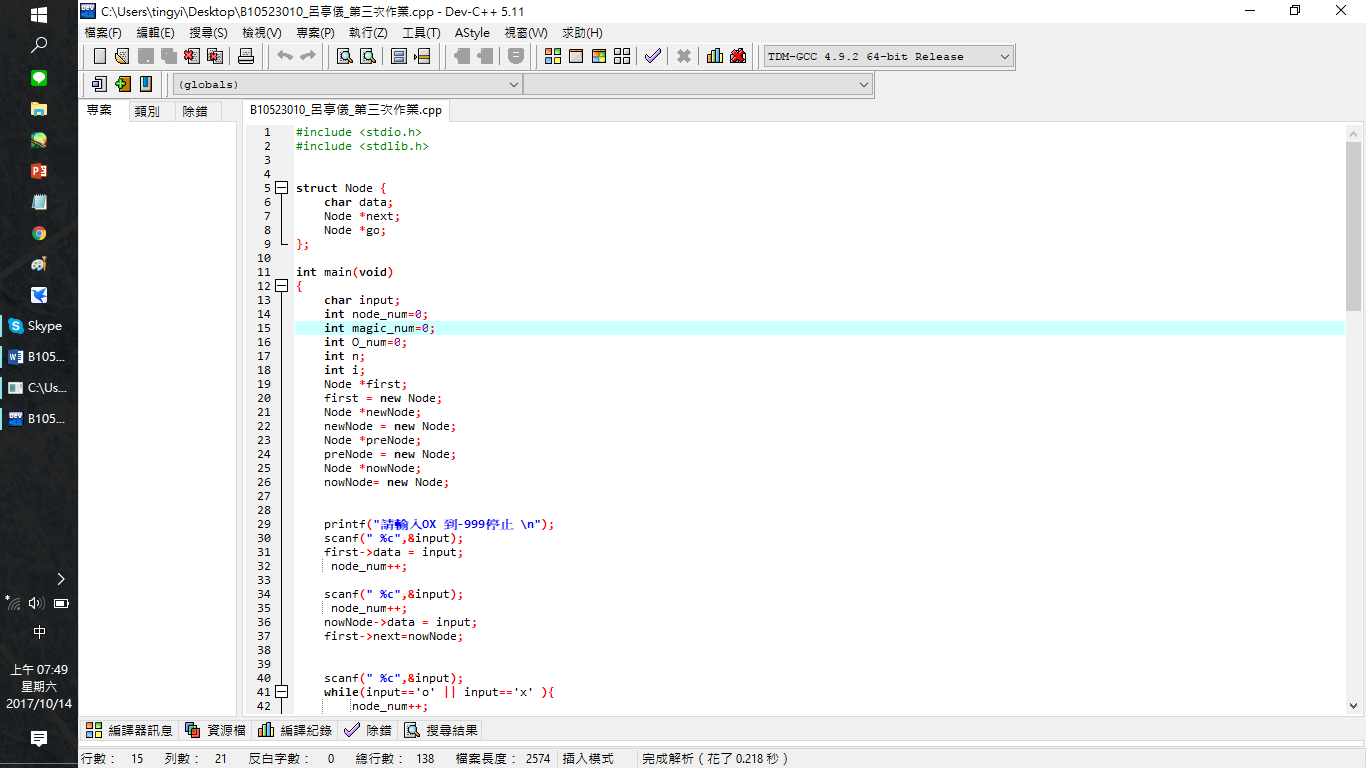 C:\Users\tingyi\Desktop\B10523010_呂亭儀_第三次作業.cpp - Dev-C++ 5.11
檔案(F) 編輯(E) 搜尋(S) 檢視(V) 專案(P) 執行(Z) 工具(T) AStyle 視窗(W) 求助(H)
TDM-GCC 4.9.2 64-bit Release
(globals)
專案 類別 除錯
B10523010_呂亭儀_第三次作業.cpp
1 #include <stdio.h>
2 #include <stdlib.h>
3
4
5 struct Node {
6 char data;
7 Node *next;
8 Node *go;
9 };
10
11 int main(void)
12 {
13 char input;
14 int node_num=0;
15 int magic_num=0;
16 int O_num=0;
17 int n;
18 int i;
19 Node *first;
20 first = new Node;
21 Node *newNode;
22 newNode = new Node;
23 Node *preNode;
24 preNode = new Node;
25 Node *nowNode;
26 nowNode= new Node;
27
28
29 printf("請輸入OX 到-999停止 \n");
30 scanf(" %c",&input);
31 first->data = input;
32 node_num++;
33
34 scanf(" %c",&input);
35 node_num++;
36 nowNode->data = input;
37 first->next=nowNode;
38
39
40 scanf(" %c",&input);
41 while(input=='o' || input=='x' ){
42 node_num++;
編譯器訊息 資源檔 編譯紀錄 除錯 搜尋結果
行數： 15 列數： 21 反白字數： 0 總行數： 138 檔案長度： 2574 插入模式 完成解析 (花了 0.218 秒)
Skype
B105...
C:\Us...
B105...
中
上午 07:49
星期六
2017/10/14